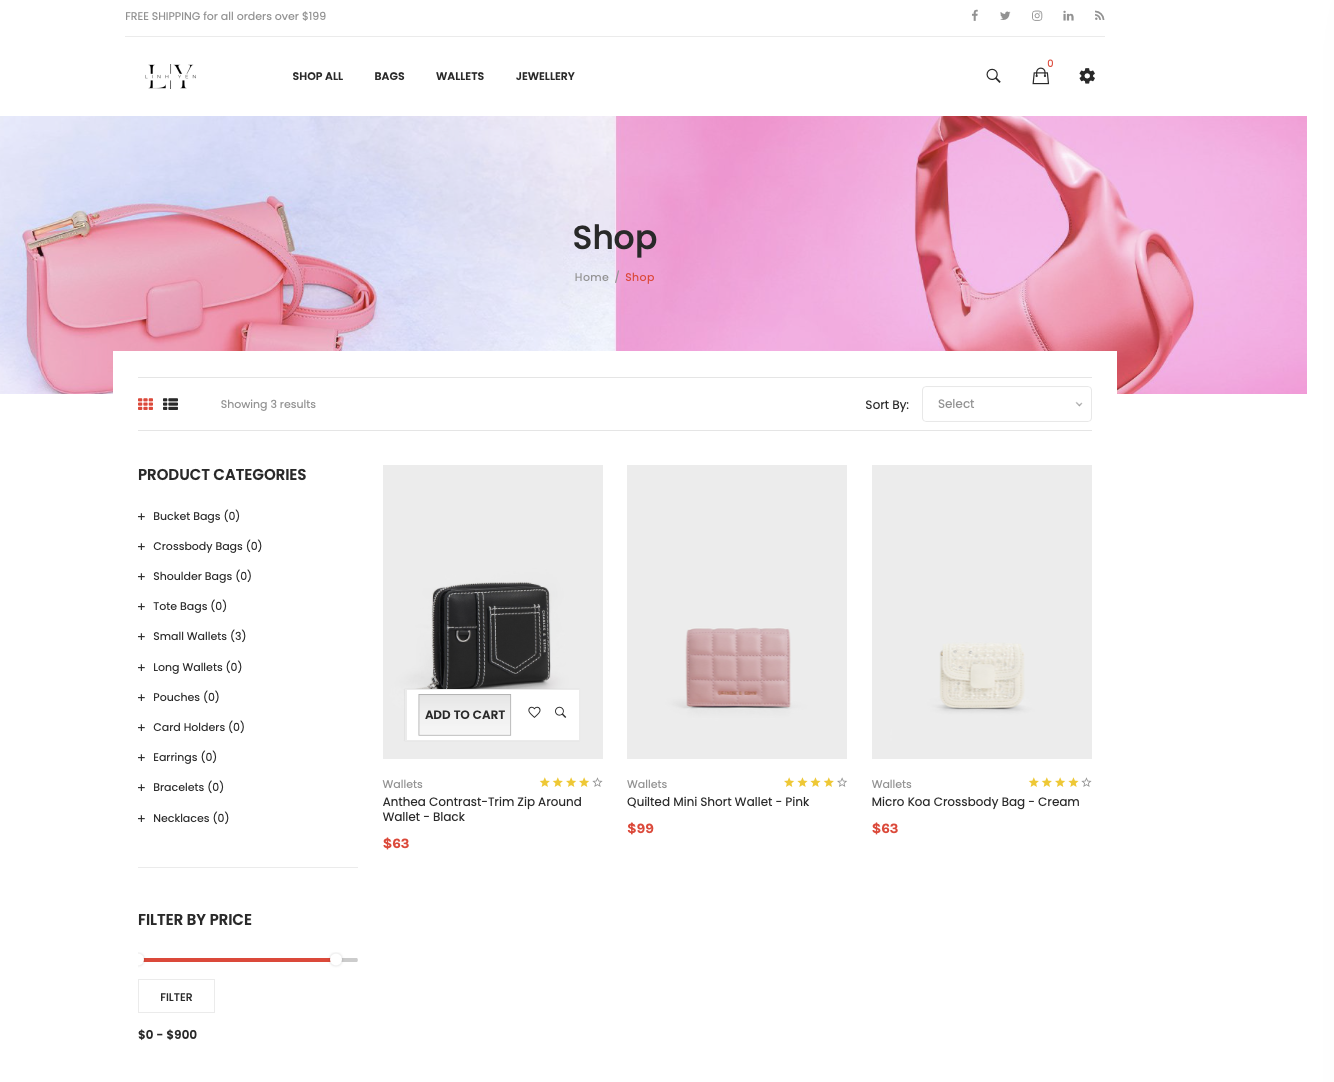 FREE SHIPPING for all orders over $199
LY
LINH YEN
SHOP ALL
BAGS
WALLETS
JEWELLERY
0
Shop
Home / Shop
Showing 3 results
Sort By:
Select
PRODUCT CATEGORIES
+ Bucket Bags (0)
+ Crossbody Bags (0)
+ Shoulder Bags (0)
+ Tote Bags (0)
+ Small Wallets (3)
+ Long Wallets (0)
+ Pouches (0)
+ Card Holders (0)
+ Earrings (0)
+ Bracelets (0)
+ Necklaces (0)
FILTER BY PRICE
FILTER
$0 - $900
CHARLES & KEITH
ADD TO CART
Wallets
Anthea Contrast-Trim Zip Around
Wallet - Black
$63
Wallets
Quilted Mini Short Wallet - Pink
$99
Wallets
Micro Koa Crossbody Bag - Cream
$63